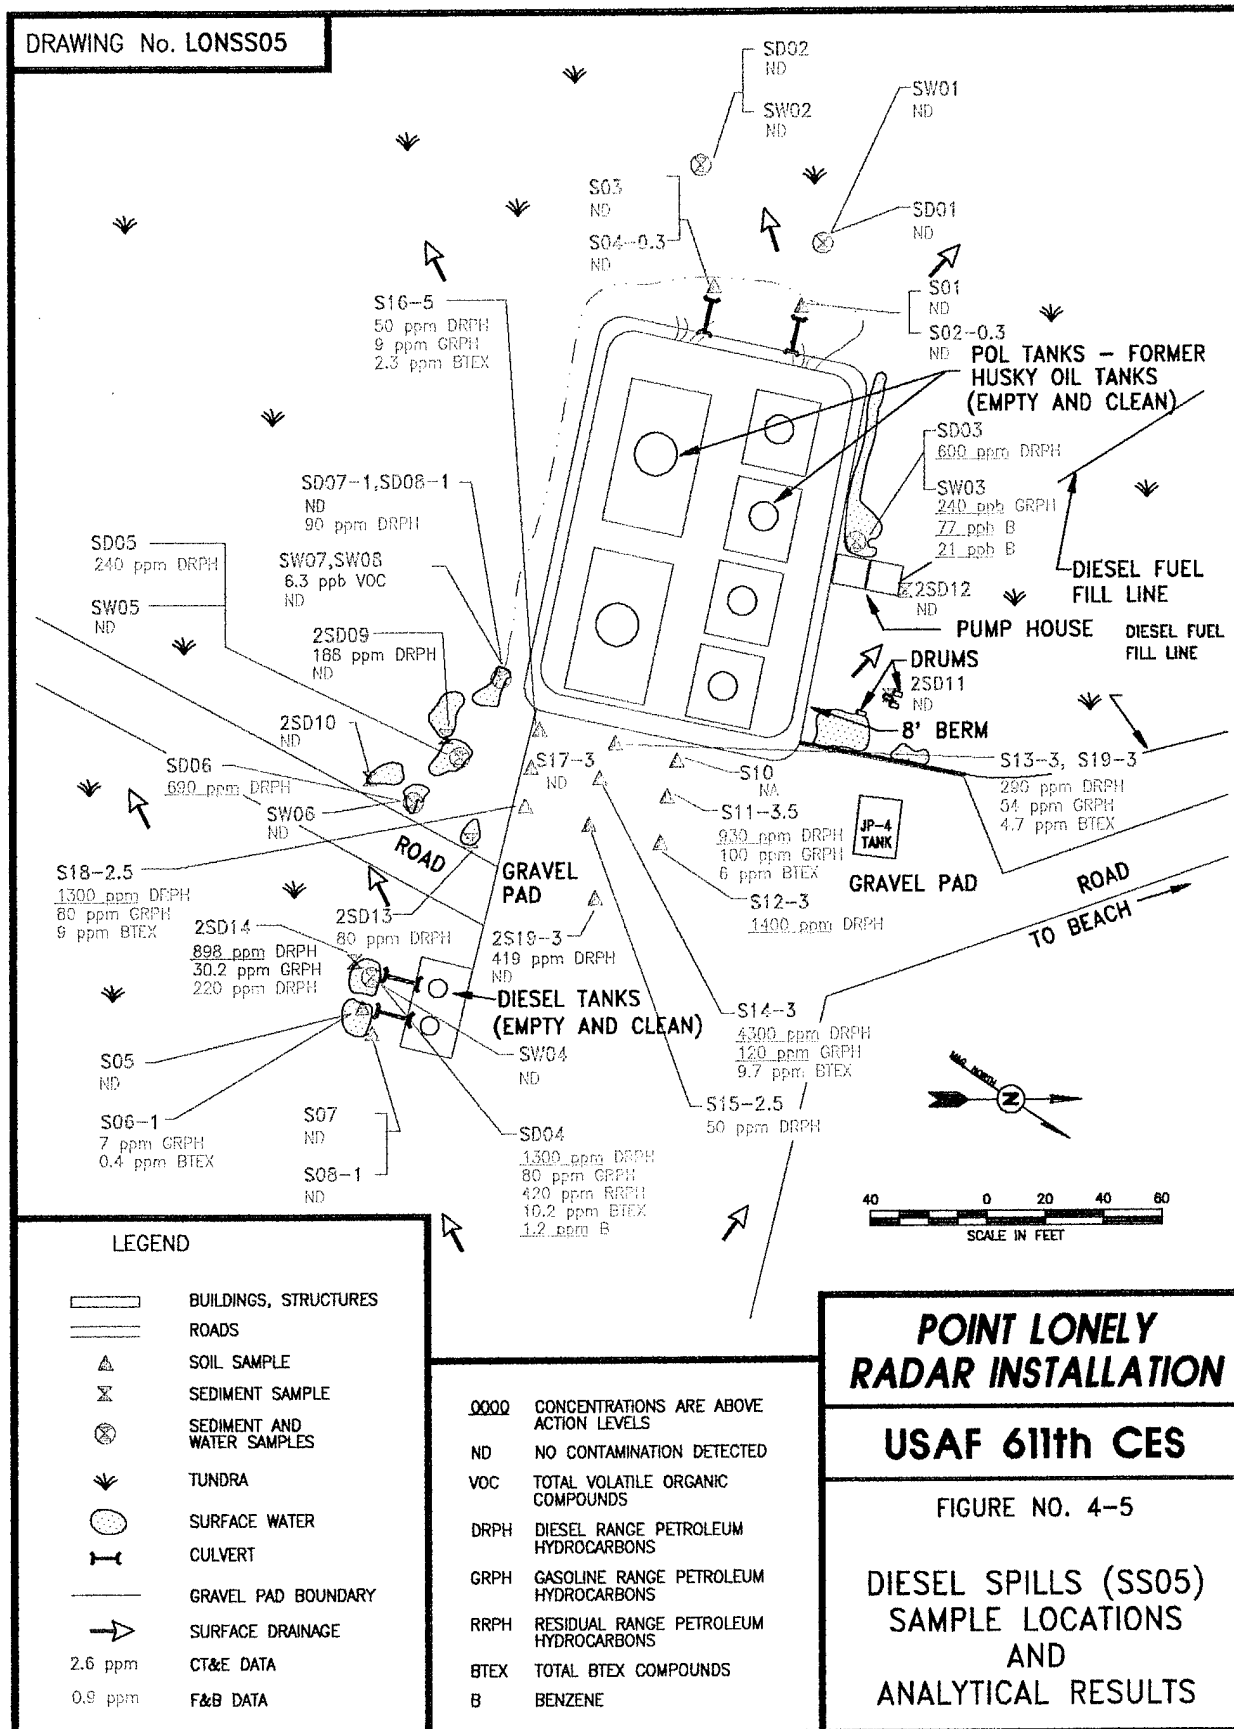 DRAWING No. LONSS05
SD02
ND
SW02
ND
SW01
ND
S03
ND
S04-0.3
ND
SD01
ND
S01
ND
S02-0.3
ND
POL TANKS – FORMER
HUSKY OIL TANKS
(EMPTY AND CLEAN)
S16-5
50 ppm DRPH
9 ppm GRPH
2.3 ppm BTEX
SD03
600 ppm DRPH
SW03
240 ppb GRPH
77 ppb B
21 ppb B
SD07-1,SD08-1
ND
90 ppm DRPH
SW07,SW08
6.3 ppb VOC
ND
SD05
240 ppm DRPH
SW05
ND
2SD09
188 ppm DRPH
ND
2SD12
ND
DIESEL FUEL
FILL LINE
PUMP HOUSE
DIESEL FUEL
FILL LINE
DRUMS
2SD11
ND
8' BERM
2SD10
ND
SD06
690 ppm DRPH
SW06
ND
S17-3
ND
S10
NA
S13-3, S19-3
290 ppm DRPH
54 ppm GRPH
4.7 ppm BTEX
S11-3.5
930 ppm DRPH
100 ppm GRPH
6 ppm BTEX
JP-4
TANK
ROAD
GRAVEL
PAD
GRAVEL PAD
ROAD
TO BEACH
S18-2.5
1300 ppm DRPH
80 ppm GRPH
9 ppm BTEX
S12-3
1400 ppm DRPH
2SD13
80 ppm DRPH
2SD14
898 ppm DRPH
30.2 ppm GRPH
220 ppm DRPH
2S19-3
419 ppm DRPH
ND
DIESEL TANKS
(EMPTY AND CLEAN)
S14-3
4300 ppm DRPH
120 ppm GRPH
9.7 ppm BTEX
SW04
ND
S05
ND
S06-1
7 ppm GRPH
0.4 ppm BTEX
S07
ND
S08-1
ND
S15-2.5
50 ppm DRPH
SD04
1300 ppm DRPH
80 ppm GRPH
420 ppm RRPH
10.2 ppm BTEX
1.2 ppm B
MAG. NORTH
N
40 0 20 40 60
SCALE IN FEET
LEGEND
BUILDINGS, STRUCTURES
ROADS
SOIL SAMPLE
SEDIMENT SAMPLE
SEDIMENT AND
WATER SAMPLES
TUNDRA
SURFACE WATER
CULVERT
GRAVEL PAD BOUNDARY
SURFACE DRAINAGE
2.6 ppm CT&E DATA
0.9 ppm F&B DATA
0000 CONCENTRATIONS ARE ABOVE
ACTION LEVELS
ND NO CONTAMINATION DETECTED
VOC TOTAL VOLATILE ORGANIC
COMPOUNDS
DRPH DIESEL RANGE PETROLEUM
HYDROCARBONS
GRPH GASOLINE RANGE PETROLEUM
HYDROCARBONS
RRPH RESIDUAL RANGE PETROLEUM
HYDROCARBONS
BTEX TOTAL BTEX COMPOUNDS
B BENZENE
POINT LONELY
RADAR INSTALLATION
USAF 611th CES
FIGURE NO. 4-5
DIESEL SPILLS (SS05)
SAMPLE LOCATIONS
AND
ANALYTICAL RESULTS